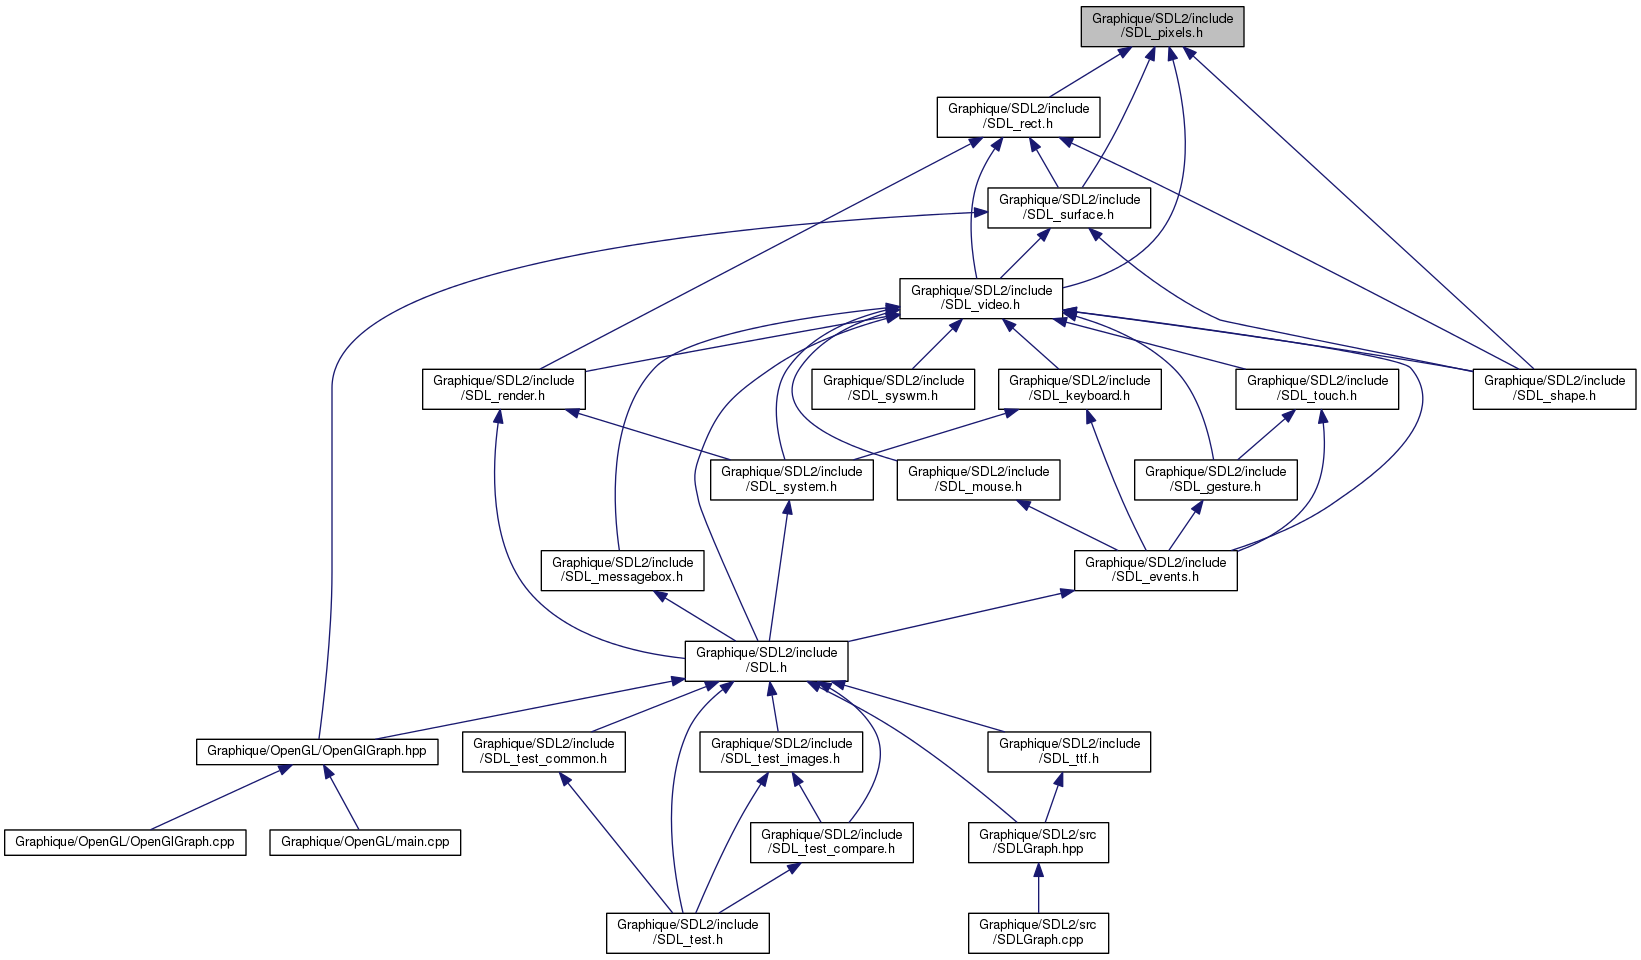 Graphique/SDL2/include
/SDL_pixels.h
Graphique/SDL2/include
/SDL_rect.h
Graphique/SDL2/include
/SDL_surface.h
Graphique/SDL2/include
/SDL_video.h
Graphique/SDL2/include
/SDL_render.h
Graphique/SDL2/include
/SDL_syswm.h
Graphique/SDL2/include
/SDL_keyboard.h
Graphique/SDL2/include
/SDL_touch.h
Graphique/SDL2/include
/SDL_shape.h
Graphique/SDL2/include
/SDL_system.h
Graphique/SDL2/include
/SDL_mouse.h
Graphique/SDL2/include
/SDL_gesture.h
Graphique/SDL2/include
/SDL_messagebox.h
Graphique/SDL2/include
/SDL_events.h
Graphique/SDL2/include
/SDL.h
Graphique/OpenGL/OpenGlGraph.hpp
Graphique/SDL2/include
/SDL_test_common.h
Graphique/SDL2/include
/SDL_test_images.h
Graphique/SDL2/include
/SDL_ttf.h
Graphique/OpenGL/OpenGlGraph.cpp
Graphique/OpenGL/main.cpp
Graphique/SDL2/include
/SDL_test_compare.h
Graphique/SDL2/src
/SDLGraph.hpp
Graphique/SDL2/include
/SDL_test.h
Graphique/SDL2/src
/SDLGraph.cpp